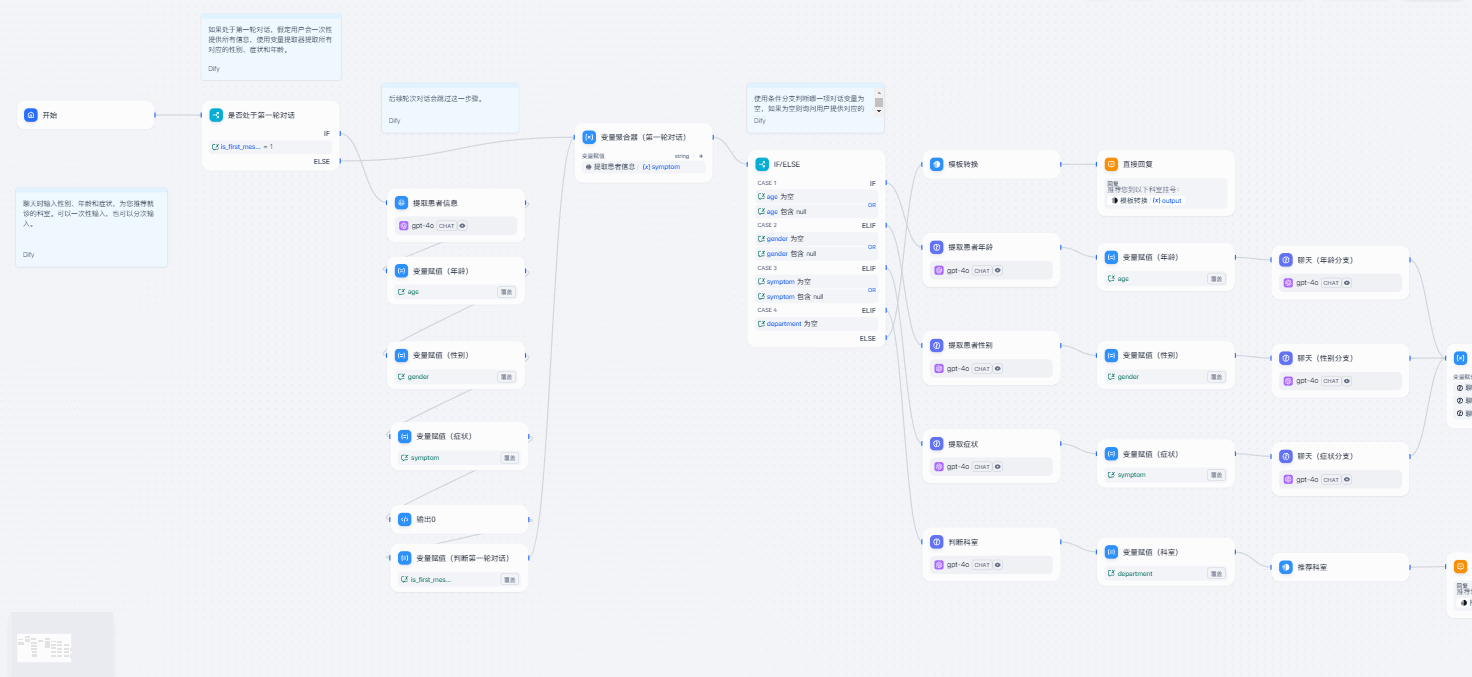 如果处于第一轮对话，假定用户会一次性
提供所有信息，使用变量提取器提取所有
对应的性别、症状和年龄。
Dify
开始
是否处于第一轮对话
IF
is_first_mes... = 1
ELSE
聊天时输入性别、年龄和症状，为您推荐就
诊的科室。可以一次性输入，也可以分次输
入。
Dify
后续轮次对话会跳过这一步骤。
Dify
提取患者信息
gpt-4o CHAT
变量赋值（年龄）
age 覆盖
变量赋值（性别）
gender 覆盖
变量赋值（症状）
symptom 覆盖
输出0
变量赋值（判断第一轮对话）
is_first_mes... 覆盖
变量聚合器（第一轮对话）
变量赋值 string +
提取患者信息 / {x} symptom
使用条件分支判断哪一项对话变量为
空，如果为空则询问用户提供对应的
Dify
IF/ELSE
CASE 1 IF
age 为空
OR
age 包含 null
CASE 2 ELIF
gender 为空
OR
gender 包含 null
CASE 3 ELIF
symptom 为空
OR
symptom 包含 null
CASE 4 ELIF
department 为空
ELSE
模板转换
直接回复
回复
推荐您到以下科室挂号：
模板转换 / {x} output
提取患者年龄
gpt-4o CHAT
变量赋值（年龄）
age 覆盖
聊天（年龄分支）
gpt-4o CHAT
提取患者性别
gpt-4o CHAT
变量赋值（性别）
gender 覆盖
聊天（性别分支）
gpt-4o CHAT
提取症状
gpt-4o CHAT
变量赋值（症状）
symptom 覆盖
聊天（症状分支）
gpt-4o CHAT
变量赋
聊
聊
聊
判断科室
gpt-4o CHAT
变量赋值（科室）
department 覆盖
推荐科室
回复
推荐